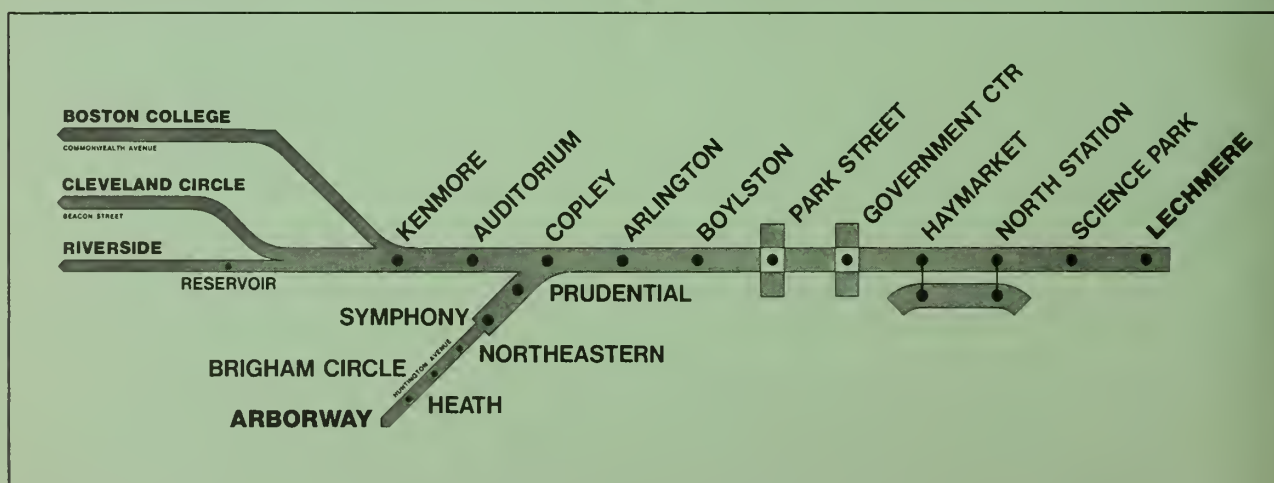 BOSTON COLLEGE
COMMONWEALTH AVENUE
CLEVELAND CIRCLE
BEACON STREET
RIVERSIDE
RESERVOIR
KENMORE
AUDITORIUM
COPLEY
ARLINGTON
BOYLSTON
PARK STREET
GOVERNMENT CTR
HAYMARKET
NORTH STATION
SCIENCE PARK
LECHMERE
PRUDENTIAL
SYMPHONY
HUNTINGTON AVENUE
NORTHEASTERN
BRIGHAM CIRCLE
HEATH
ARBORWAY